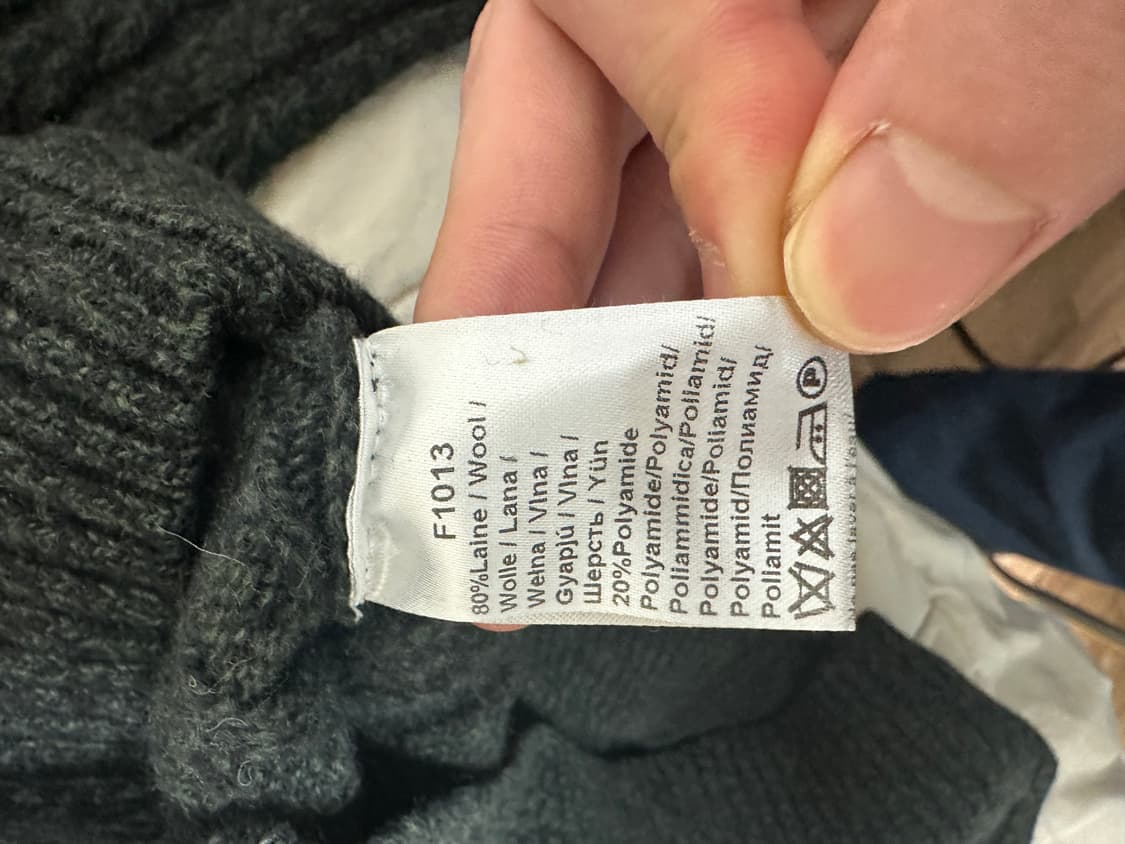 F1013
80%Laine / Wool /
Wolle / Lana /
Wełna / Vlna /
Gyapjú / Vlna /
Шерсть / Yün
20%Polyamide
Polyamide/Polyamid/
Poliammidica/Poliamid/
Polyamide/Poliamid/
Polyamid/Полиамид/
Poliamit
P